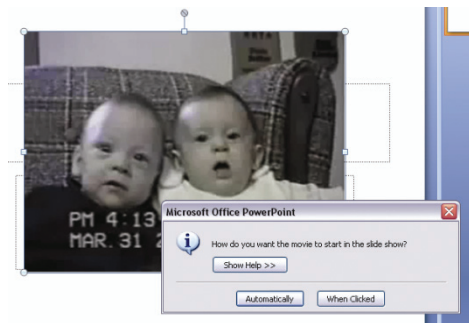 PM 4:13
MAR. 31 2
Microsoft Office PowerPoint
How do you want the movie to start in the slide show?
Show Help >>
Automatically
When Clicked